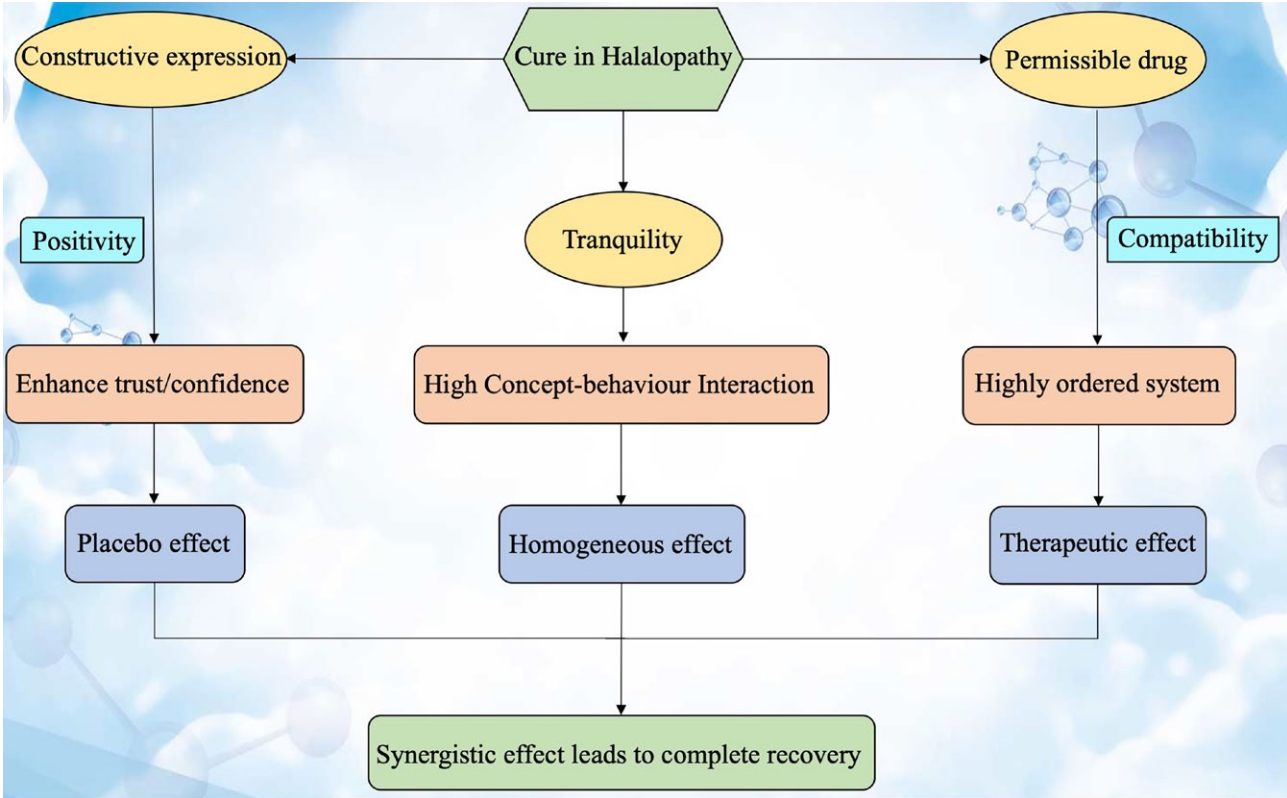 Constructive expression
Cure in Halalopathy
Permissible drug
Positivity
Tranquility
Compatibility
Enhance trust/confidence
High Concept-behaviour Interaction
Highly ordered system
Placebo effect
Homogeneous effect
Therapeutic effect
Synergistic effect leads to complete recovery